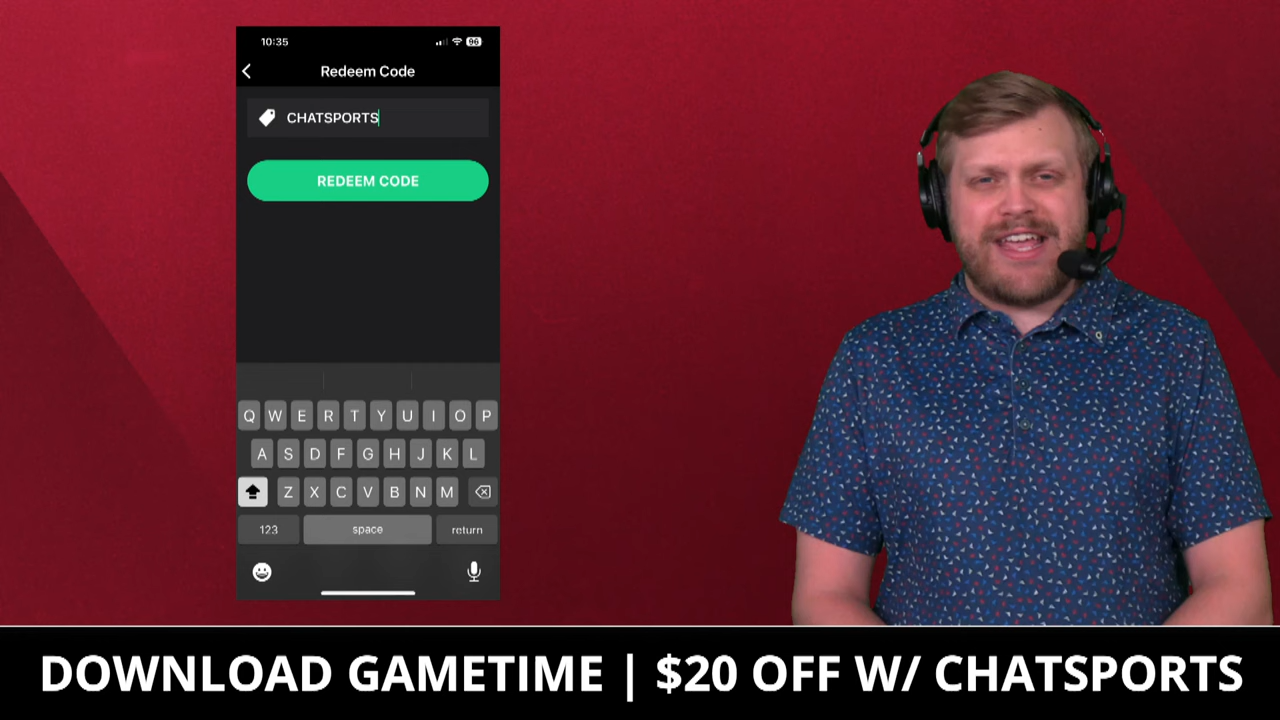 10:35
96
Redeem Code
CHATSPORTS
REDEEM CODE
Q W E R T Y U I O P
A S D F G H J K L
Z X C V B N M
123 space return
DOWNLOAD GAMETIME | $20 OFF W/ CHATSPORTS